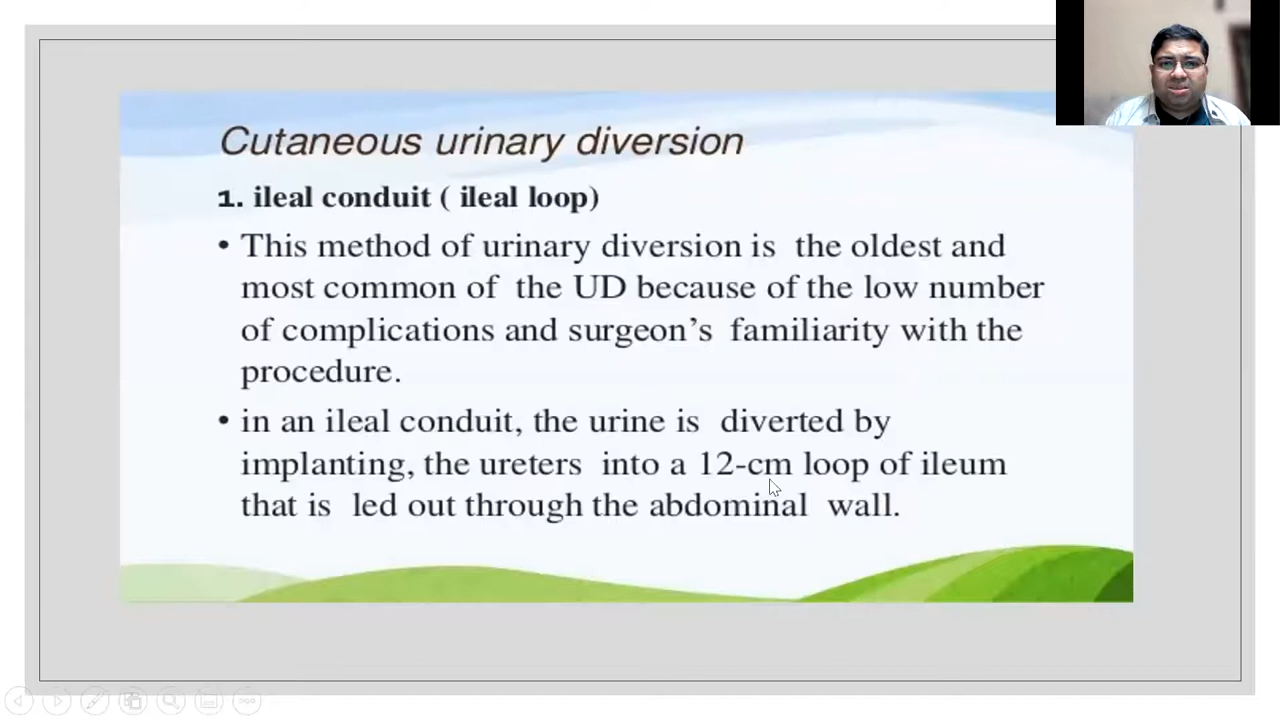 Cutaneous urinary diversion
1. ileal conduit ( ileal loop)
• This method of urinary diversion is the oldest and
most common of the UD because of the low number
of complications and surgeon’s familiarity with the
procedure.
• in an ileal conduit, the urine is diverted by
implanting, the ureters into a 12-cm loop of ileum
that is led out through the abdominal wall.